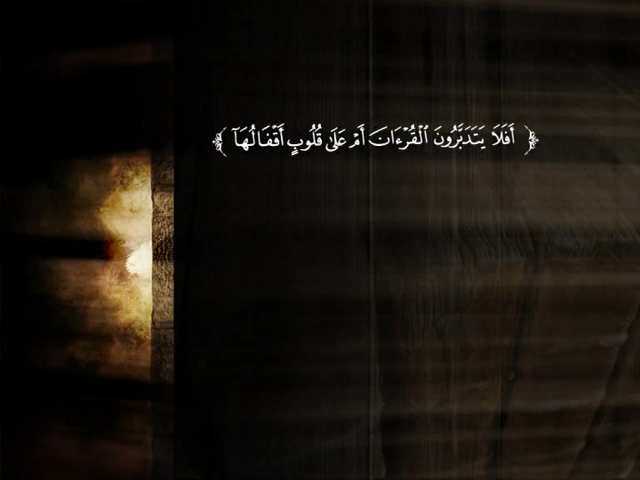 ﴿ أَفَلَا يَتَدَبَّرُونَ ٱلْقُرْءَانَ أَمْ عَلَىٰ قُلُوبٍ أَقْفَالُهَآ ﴾